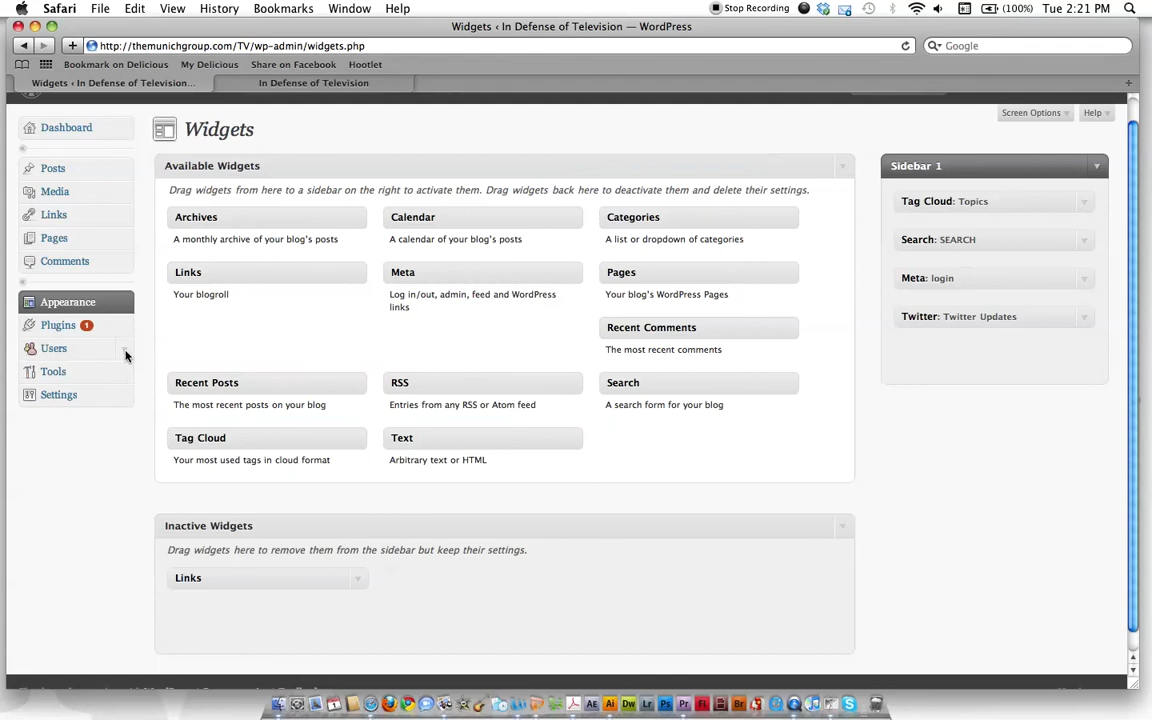 Safari File Edit View History Bookmarks Window Help Stop Recording (100%) Tue 2:21 PM
Widgets ‹ In Defense of Television — WordPress
http://themunichgroup.com/TV/wp-admin/widgets.php Google
Bookmark on Delicious My Delicious Share on Facebook Hootlet
Widgets ‹ In Defense of Television... In Defense of Television
Screen Options Help
Dashboard
Posts
Media
Links
Pages
Comments
Appearance
Plugins 1
Users
Tools
Settings
Widgets
Available Widgets
Drag widgets from here to a sidebar on the right to activate them. Drag widgets back here to deactivate them and delete their settings.
Archives Calendar Categories
A monthly archive of your blog's posts A calendar of your blog's posts A list or dropdown of categories
Links Meta Pages
Your blogroll Log in/out, admin, feed and WordPress Your blog's WordPress Pages
links
Recent Comments
The most recent comments
Recent Posts RSS Search
The most recent posts on your blog Entries from any RSS or Atom feed A search form for your blog
Tag Cloud Text
Your most used tags in cloud format Arbitrary text or HTML
Inactive Widgets
Drag widgets here to remove them from the sidebar but keep their settings.
Links
Sidebar 1
Tag Cloud: Topics
Search: SEARCH
Meta: login
Twitter: Twitter Updates
Ai Dw Lr Ps Pr Fl Br